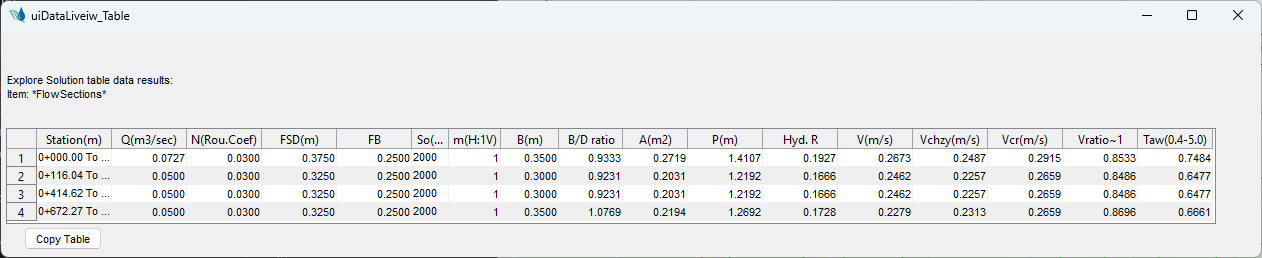 uiDataLiveiw_Table
Explore Solution table data results:
Item: *FlowSections*
Station(m) Q(m3/sec) N(Rou.Coef) FSD(m) FB So(... m(H:1V) B(m) B/D ratio A(m2) P(m) Hyd. R V(m/s) Vchzy(m/s) Vcr(m/s) Vratio~1 Taw(0.4-5.0)
1 0+000.00 To ... 0.0727 0.0300 0.3750 0.2500 2000 1 0.3500 0.9333 0.2719 1.4107 0.1927 0.2673 0.2487 0.2915 0.8533 0.7484
2 0+116.04 To ... 0.0500 0.0300 0.3250 0.2500 2000 1 0.3000 0.9231 0.2031 1.2192 0.1666 0.2462 0.2257 0.2659 0.8486 0.6477
3 0+414.62 To ... 0.0500 0.0300 0.3250 0.2500 2000 1 0.3000 0.9231 0.2031 1.2192 0.1666 0.2462 0.2257 0.2659 0.8486 0.6477
4 0+672.27 To ... 0.0500 0.0300 0.3250 0.2500 2000 1 0.3500 1.0769 0.2194 1.2692 0.1728 0.2279 0.2313 0.2659 0.8696 0.6661
Copy Table